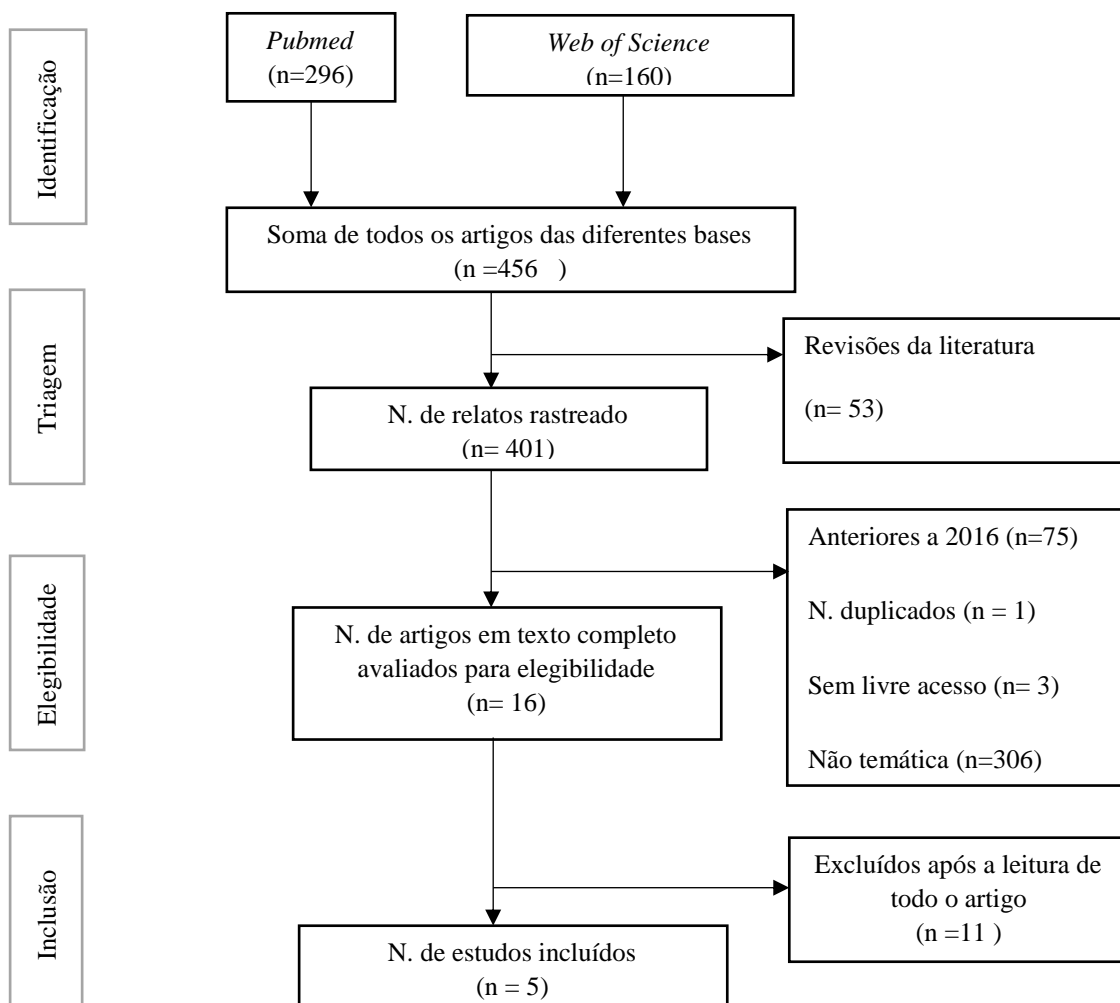 Identificação
Pubmed
(n=296)
Web of Science
(n=160)
Soma de todos os artigos das diferentes bases
(n =456 )
Triagem
Revisões da literatura
(n= 53)
N. de relatos rastreado
(n= 401)
Elegibilidade
Anteriores a 2016 (n=75)
N. duplicados (n = 1)
Sem livre acesso (n= 3)
Não temática (n=306)
N. de artigos em texto completo
avaliados para elegibilidade
(n= 16)
Inclusão
Excluídos após a leitura de
todo o artigo
(n =11 )
N. de estudos incluídos
(n = 5)